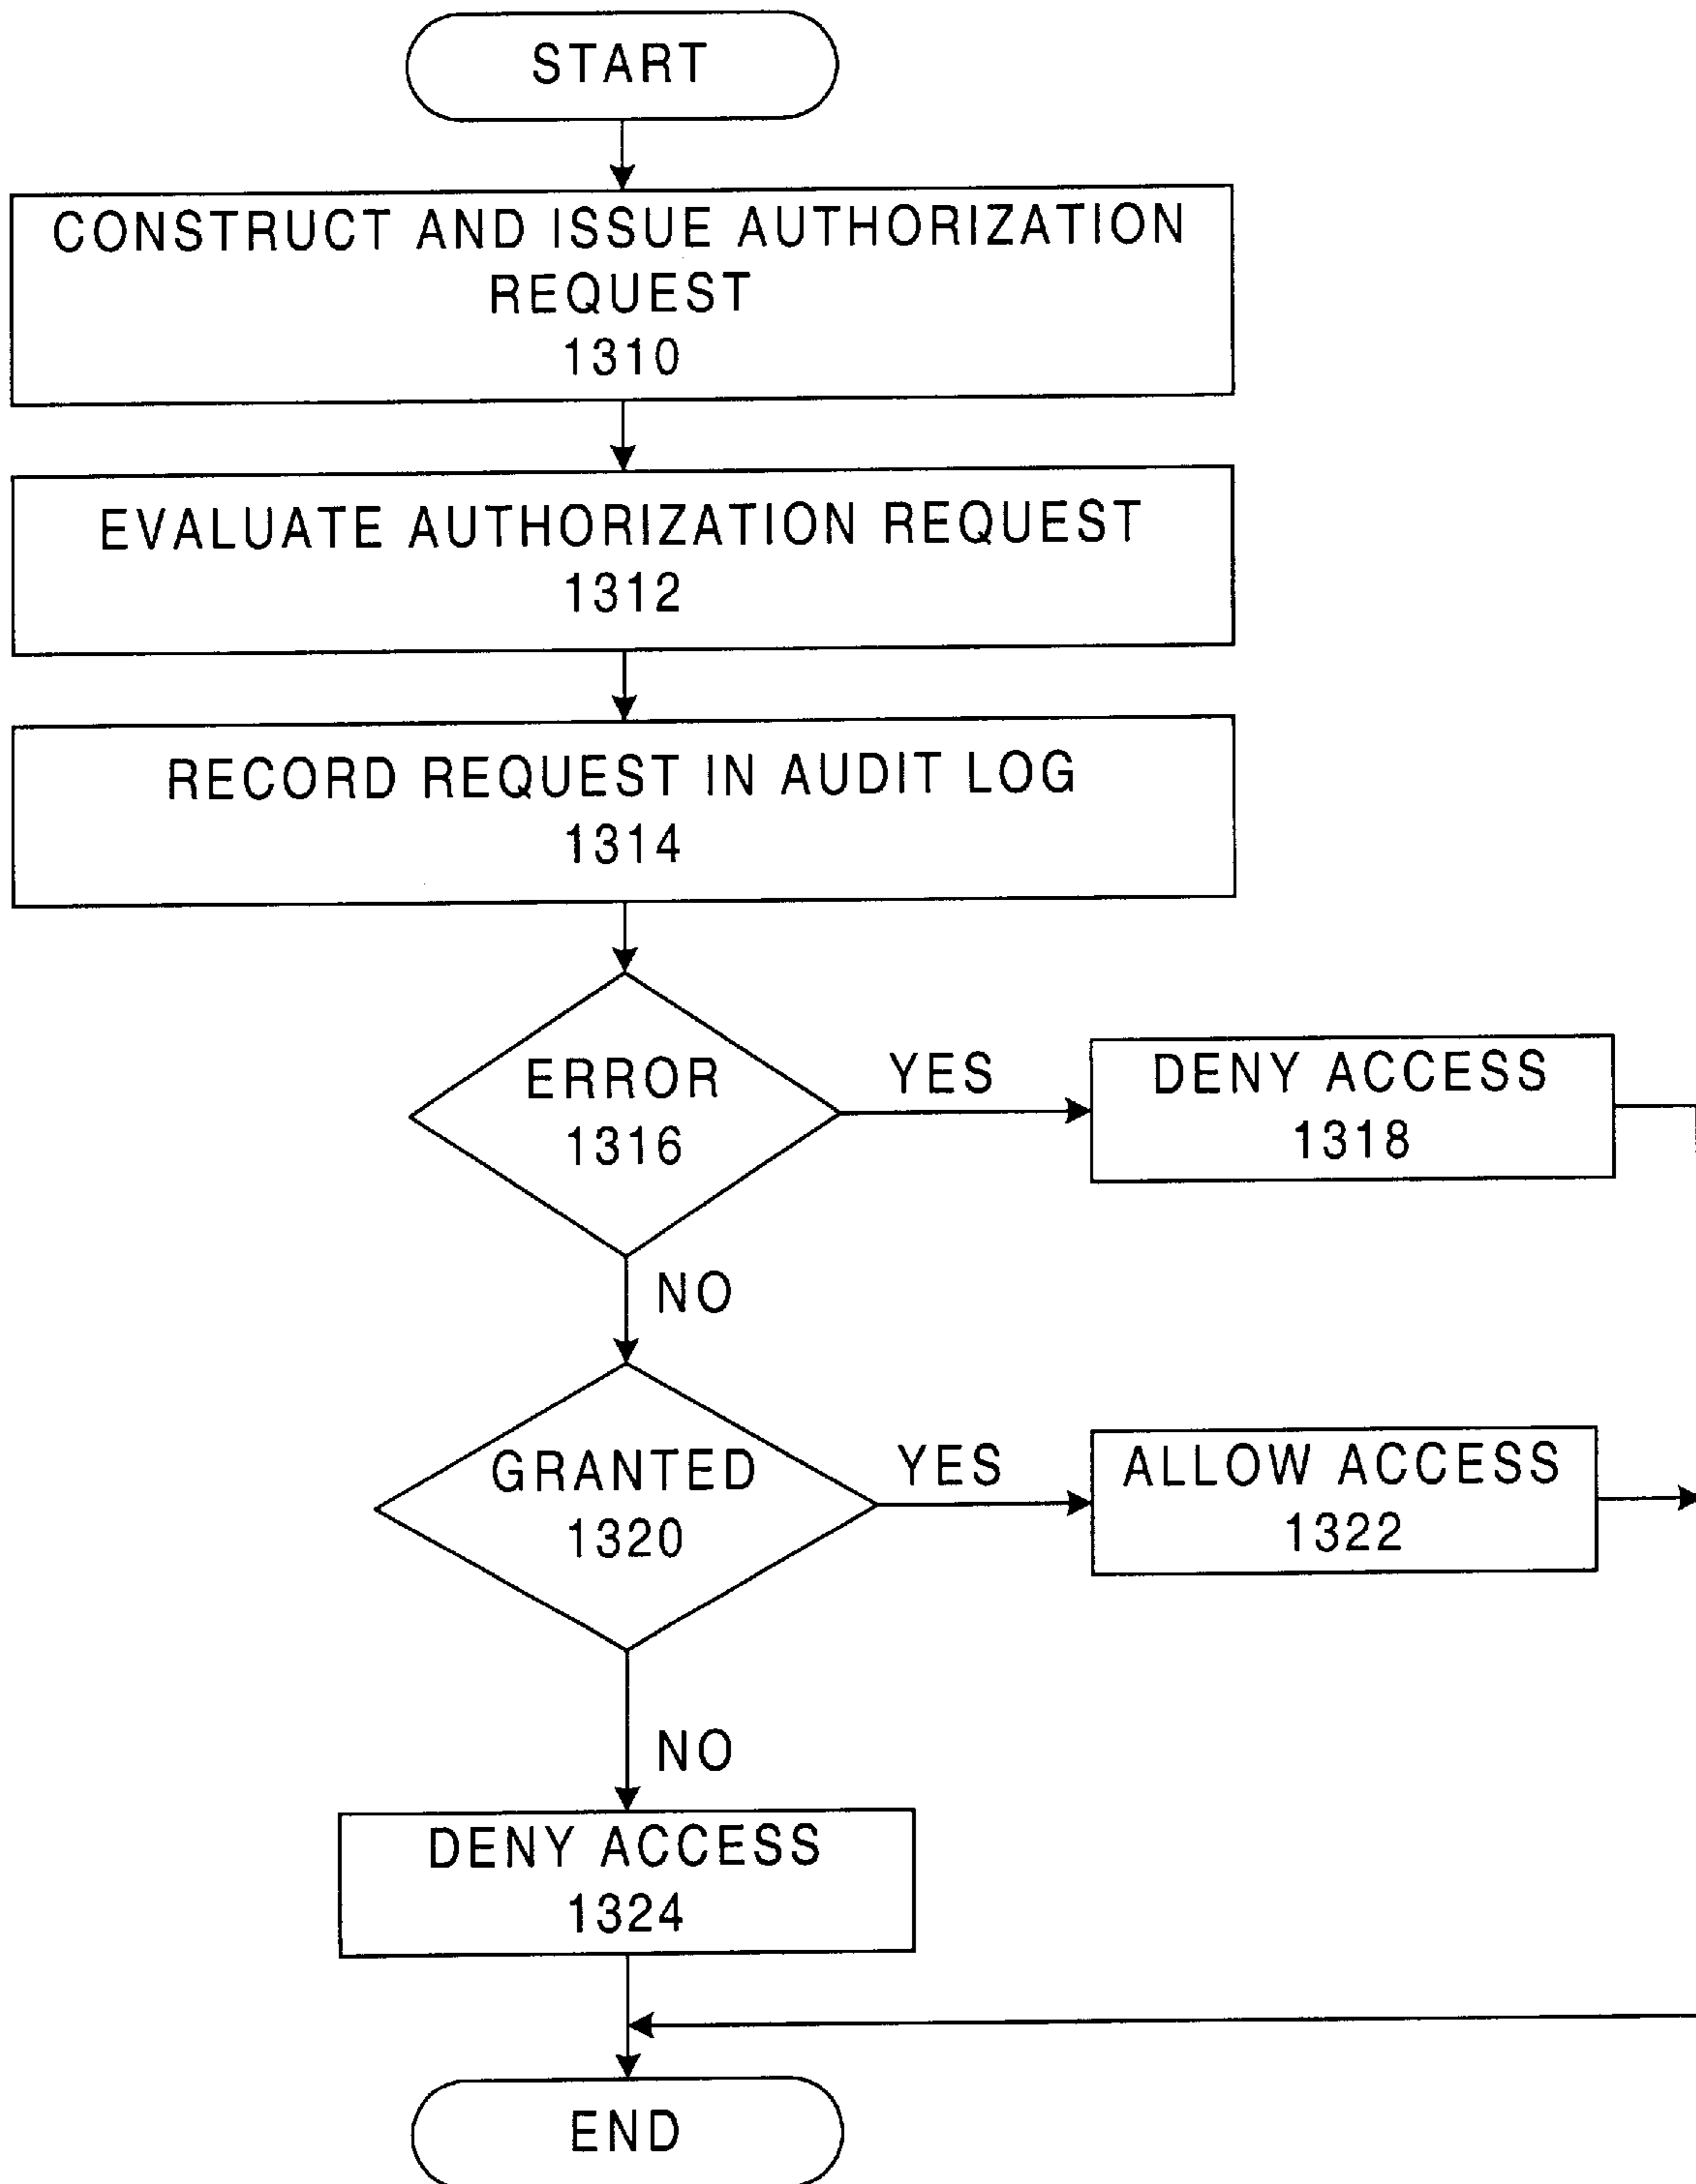 START
CONSTRUCT AND ISSUE AUTHORIZATION
REQUEST
1310
EVALUATE AUTHORIZATION REQUEST
1312
RECORD REQUEST IN AUDIT LOG
1314
ERROR
1316
YES
DENY ACCESS
1318
NO
GRANTED
1320
YES
ALLOW ACCESS
1322
NO
DENY ACCESS
1324
END